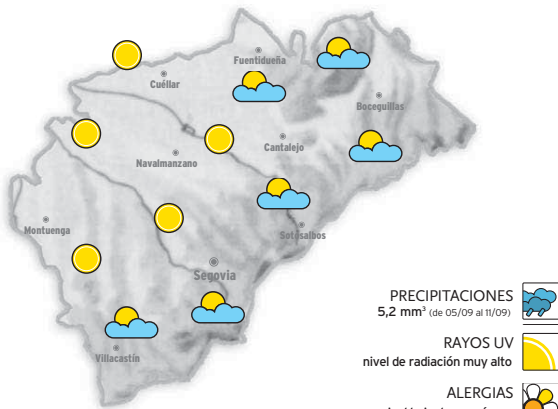 Fuentidueña
Cuéllar
Boceguillas
Cantalejo
Navalmanzano
Montuenga
Sotosalbos
Segovia
Villacastín
PRECIPITACIONES
5,2 mm³ (de 05/09 al 11/09)
RAYOS UV
nivel de radiación muy alto
ALERGIAS